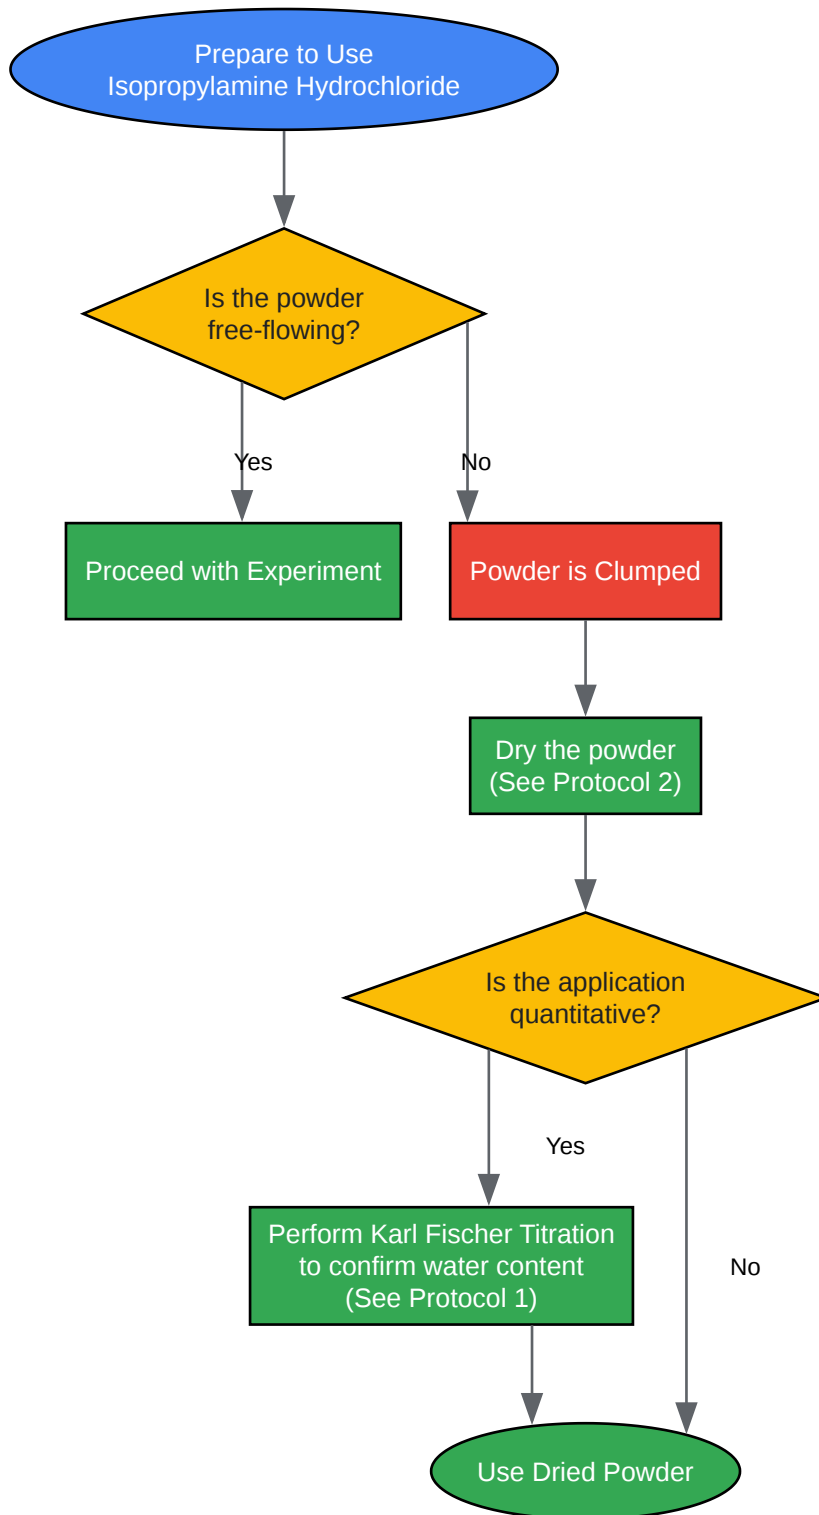 Prepare to Use
Isopropylamine Hydrochloride
Is the powder
free-flowing?
Yes
No
Proceed with Experiment
Powder is Clumped
Dry the powder
(See Protocol 2)
Is the application
quantitative?
Yes
Perform Karl Fischer Titration
to confirm water content
(See Protocol 1)
No
Use Dried Powder